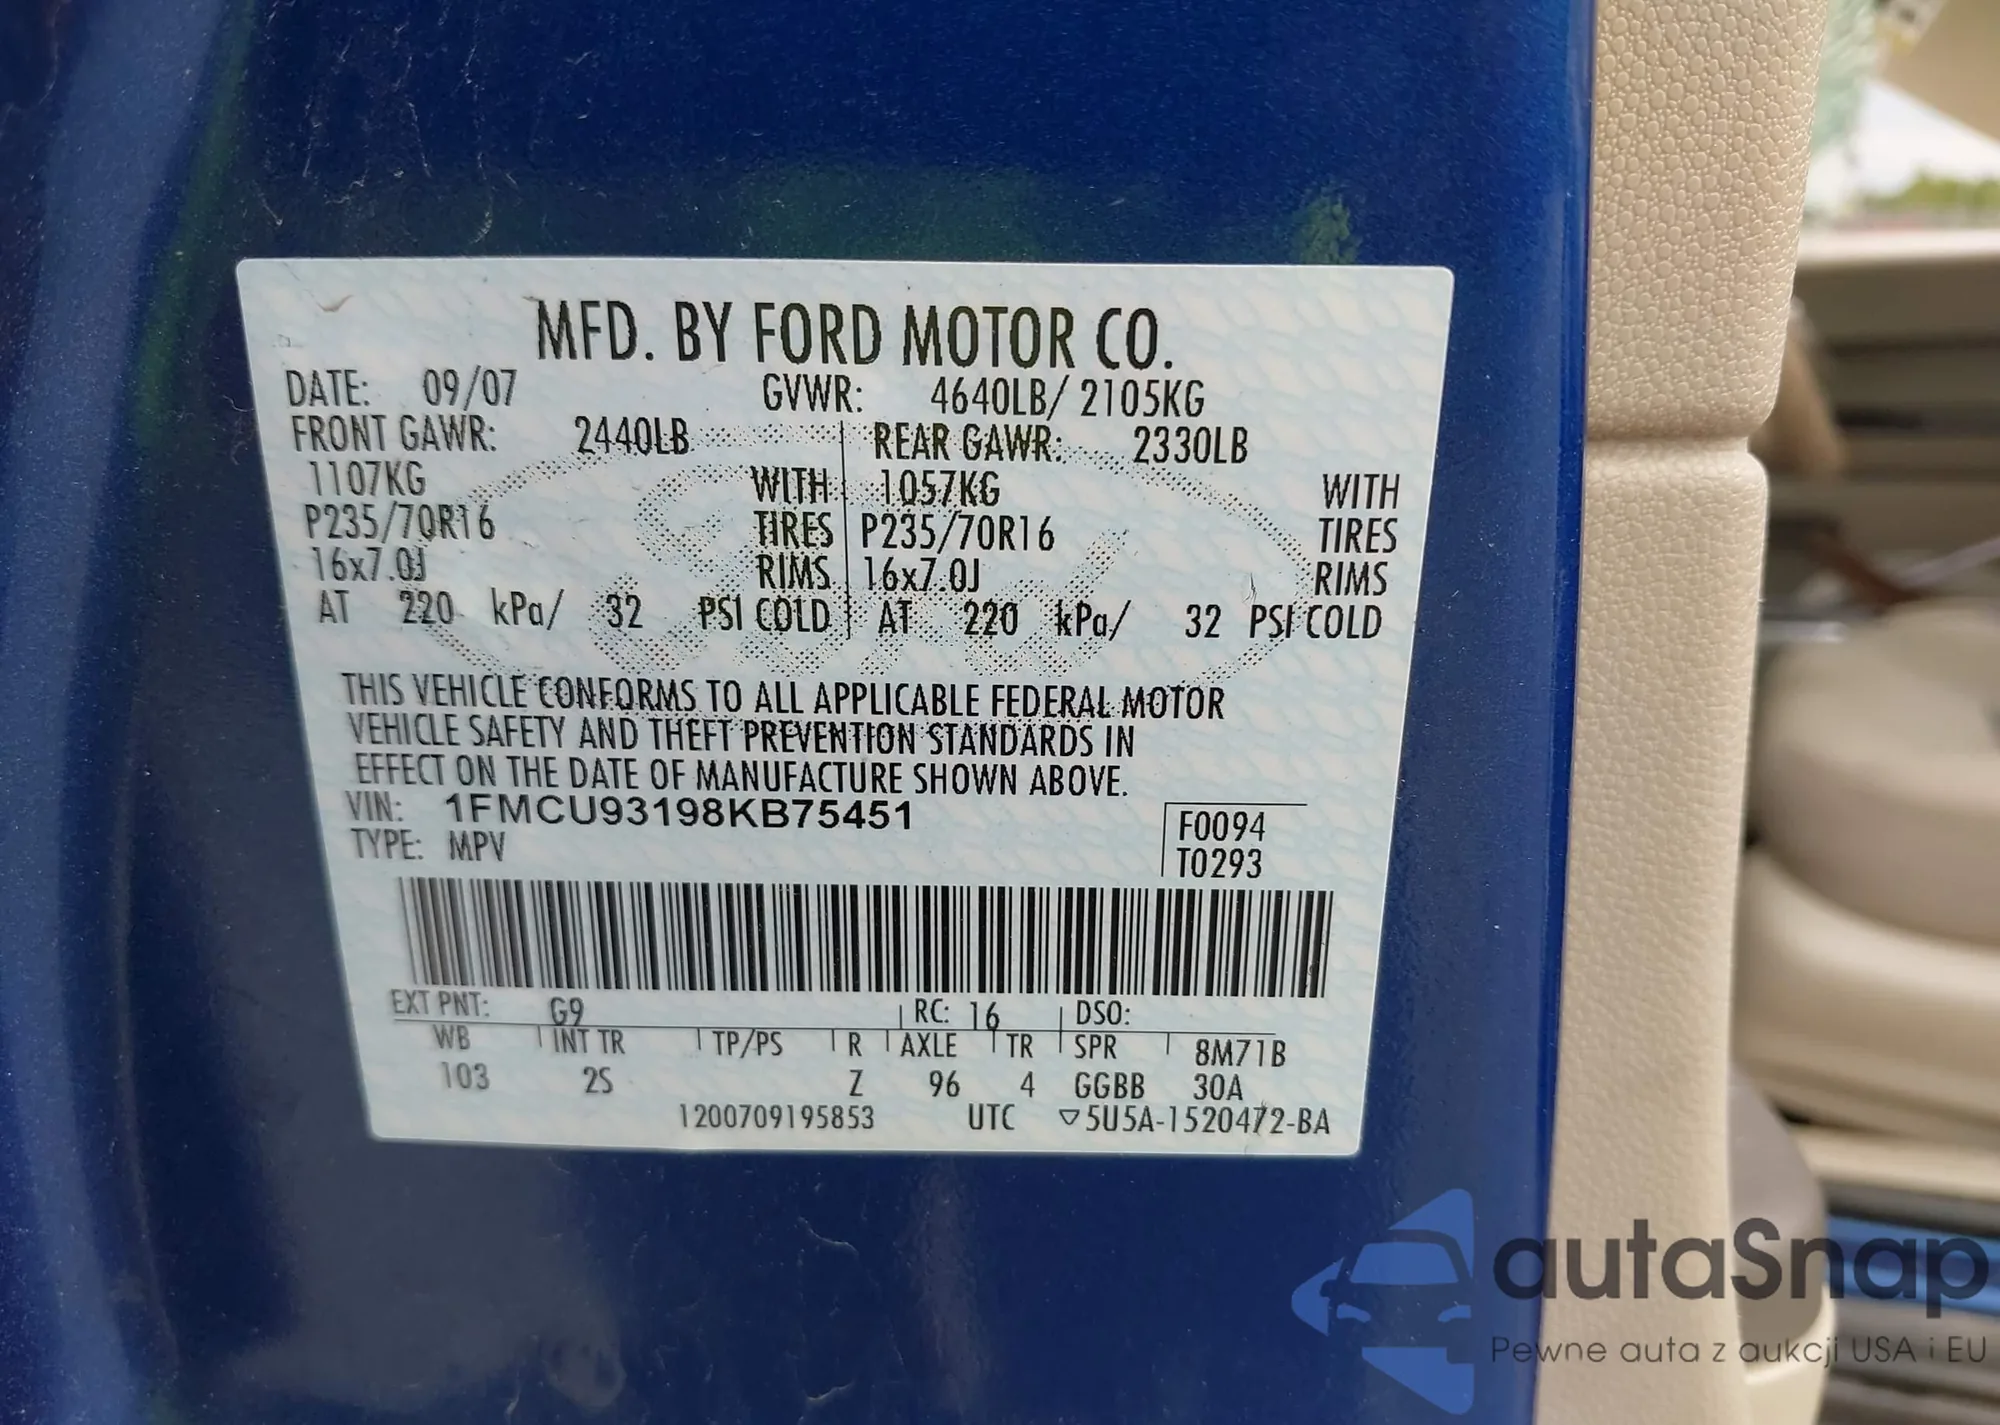 MFD. BY FORD MOTOR CO.
DATE: 09/07 GVWR: 4640LB/ 2105KG
FRONT GAWR: 2440LB REAR GAWR: 2330LB
1107KG WITH 1057KG WITH
P235/70R16 TIRES P235/70R16 TIRES
16x7.0J RIMS 16x7.0J RIMS
AT 220 kPa/ 32 PSI COLD AT 220 kPa/ 32 PSI COLD
THIS VEHICLE CONFORMS TO ALL APPLICABLE FEDERAL MOTOR
VEHICLE SAFETY AND THEFT PREVENTION STANDARDS IN
EFFECT ON THE DATE OF MANUFACTURE SHOWN ABOVE.
VIN: 1FMCU93198KB75451 F0094
TYPE: MPV T0293
EXT PNT: G9 RC: 16 DSO:
WB INT TR TP/PS R AXLE TR SPR 8M71B
103 2S Z 96 4 GGBB 30A
1200709195853 UTC ▽5U5A-1520472-BA
autaSnap
Pewne auta z aukcji USA i EU